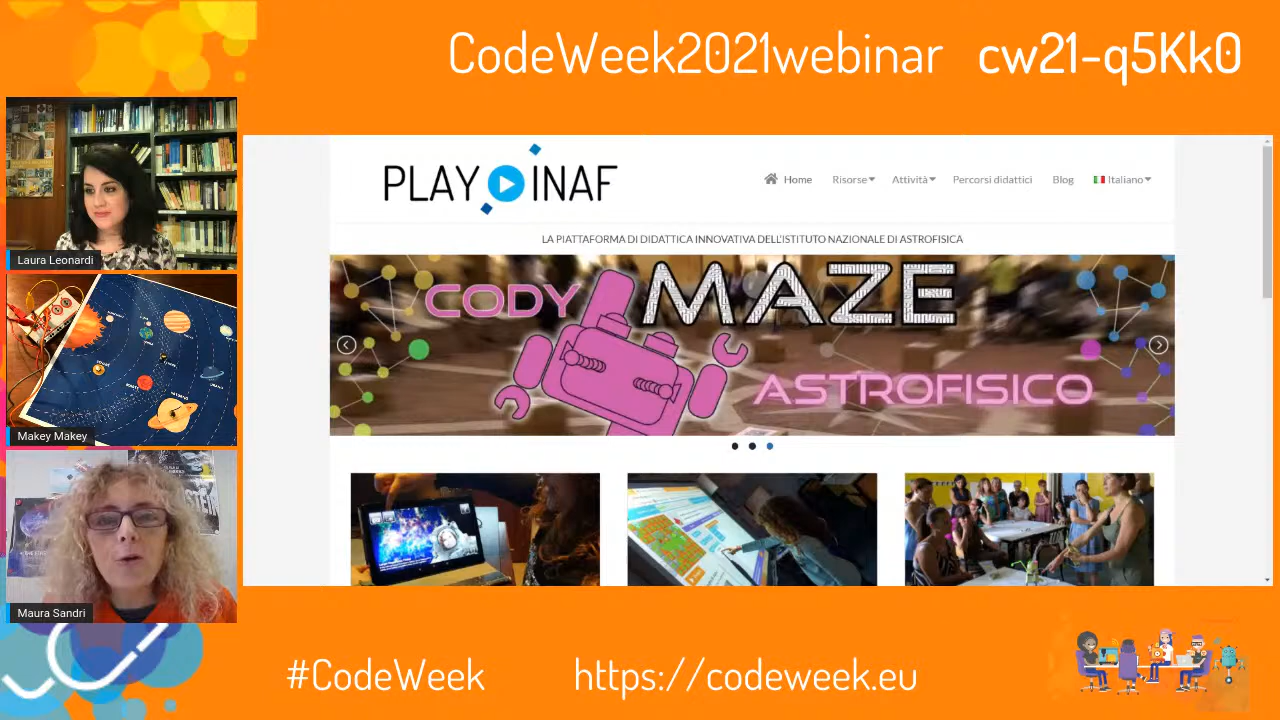 CodeWeek2021webinar cw21-q5Kk0
Laura Leonardi
Makey Makey
Maura Sandri
PLAY INAF
Home Risorse Attività Percorsi didattici Blog Italiano
LA PIATTAFORMA DI DIDATTICA INNOVATIVA DELL'ISTITUTO NAZIONALE DI ASTROFISICA
CODY MAZE
ASTROFISICO
#CodeWeek https://codeweek.eu